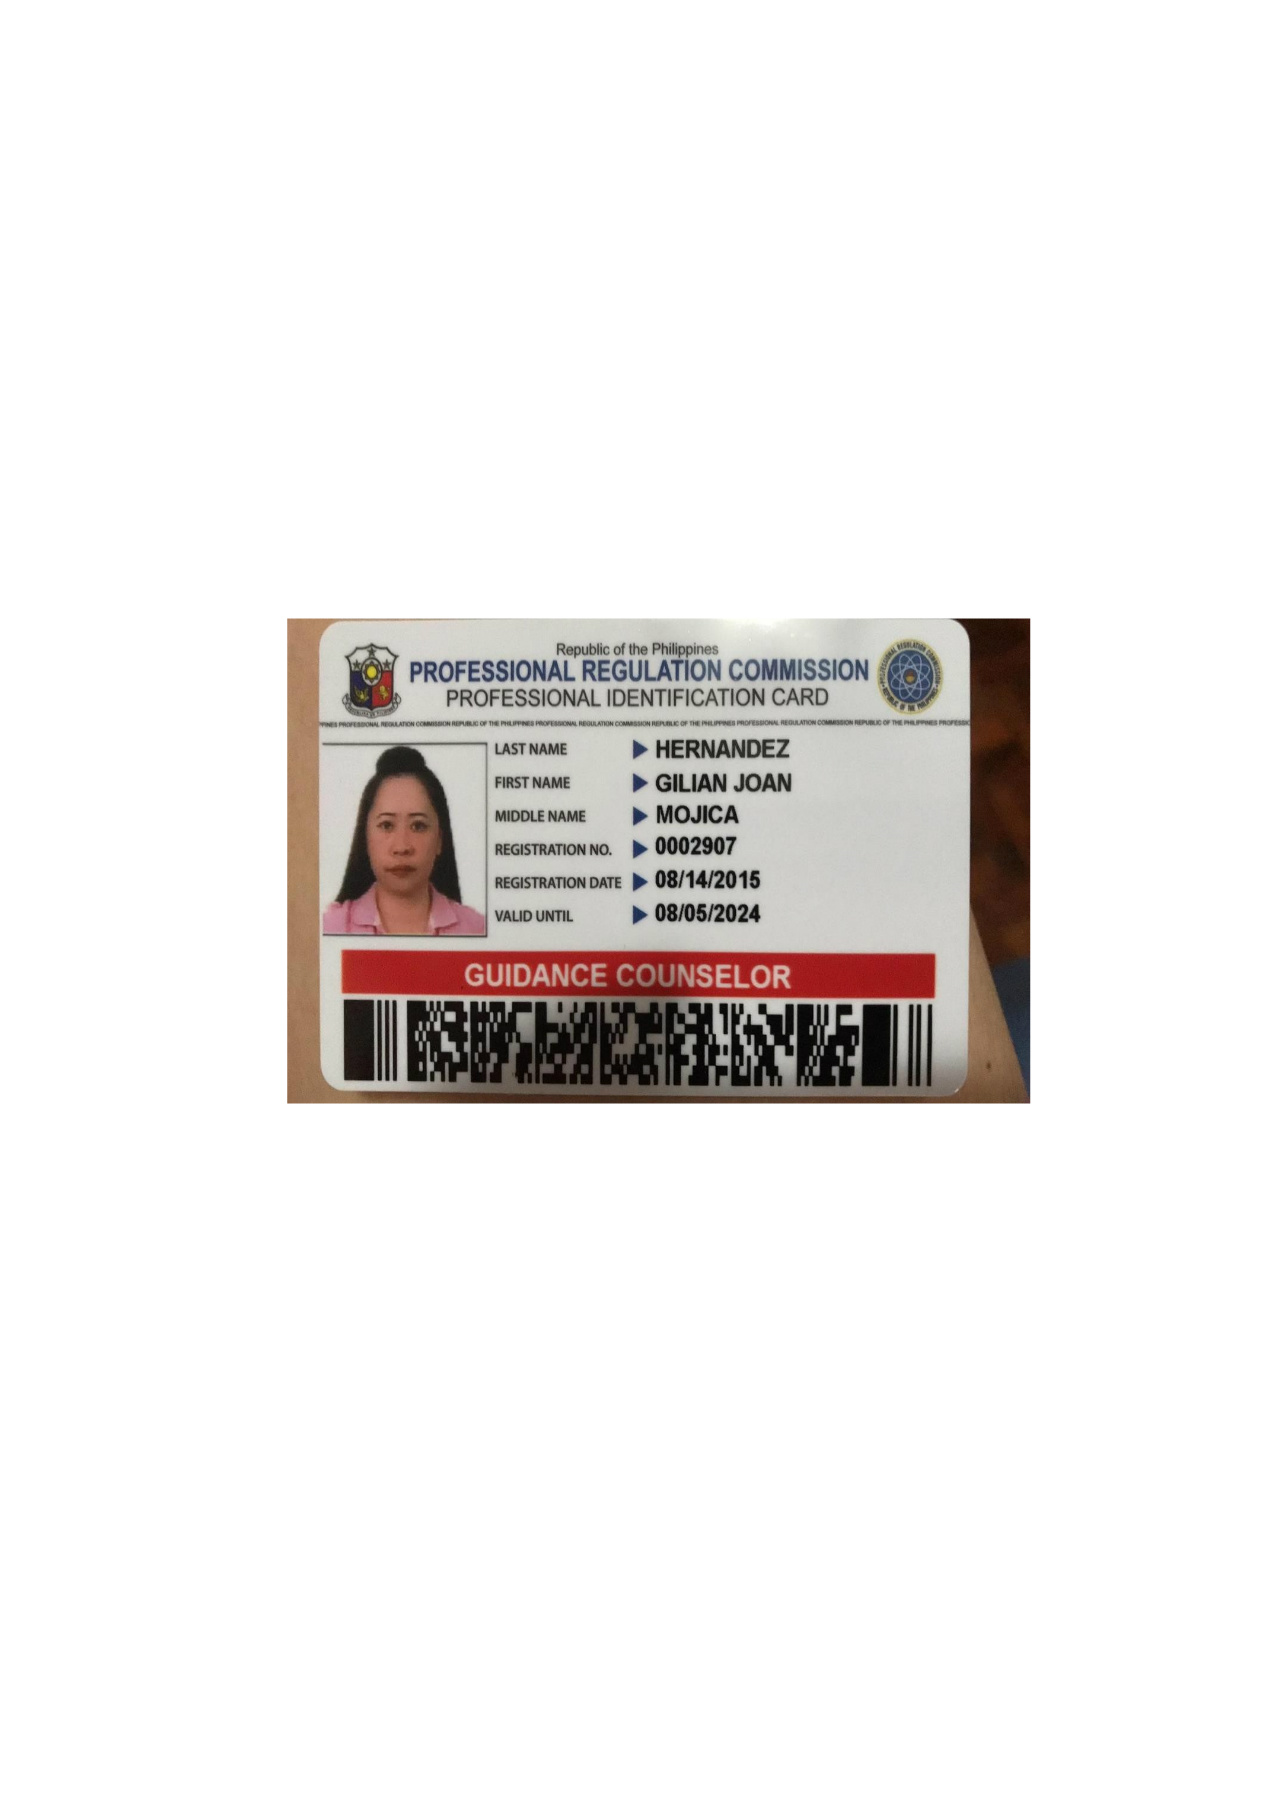 Republic of the Philippines
PROFESSIONAL REGULATION COMMISSION
PROFESSIONAL IDENTIFICATION CARD
PINES PROFESSIONAL REGULATION COMMISSION REPUBLIC OF THE PHILIPPINES PROFESSIONAL REGULATION COMMISSION REPUBLIC OF THE PHILIPPINES PROFESSIONAL REGULATION COMMISSION REPUBLIC OF THE PHILIPPINES PROFESSIO
LAST NAME HERNANDEZ
FIRST NAME GILIAN JOAN
MIDDLE NAME MOJICA
REGISTRATION NO. 0002907
REGISTRATION DATE 08/14/2015
VALID UNTIL 08/05/2024
GUIDANCE COUNSELOR